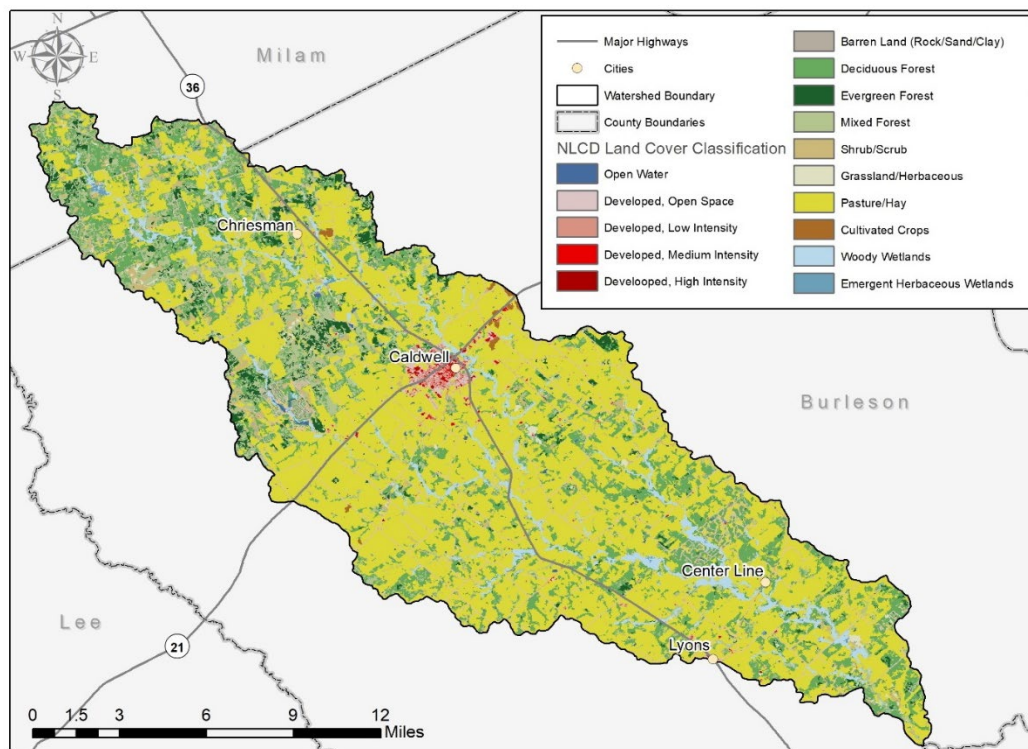 N
W E
S
Milam
36
Chriesman
Caldwell
Burleson
Center Line
Lyons
Lee
21
0 1.5 3 6 9 12
Miles
Major Highways
Cities
Watershed Boundary
County Boundaries
NLCD Land Cover Classification
Open Water
Developed, Open Space
Developed, Low Intensity
Developed, Medium Intensity
Develooped, High Intensity
Barren Land (Rock/Sand/Clay)
Deciduous Forest
Evergreen Forest
Mixed Forest
Shrub/Scrub
Grassland/Herbaceous
Pasture/Hay
Cultivated Crops
Woody Wetlands
Emergent Herbaceous Wetlands